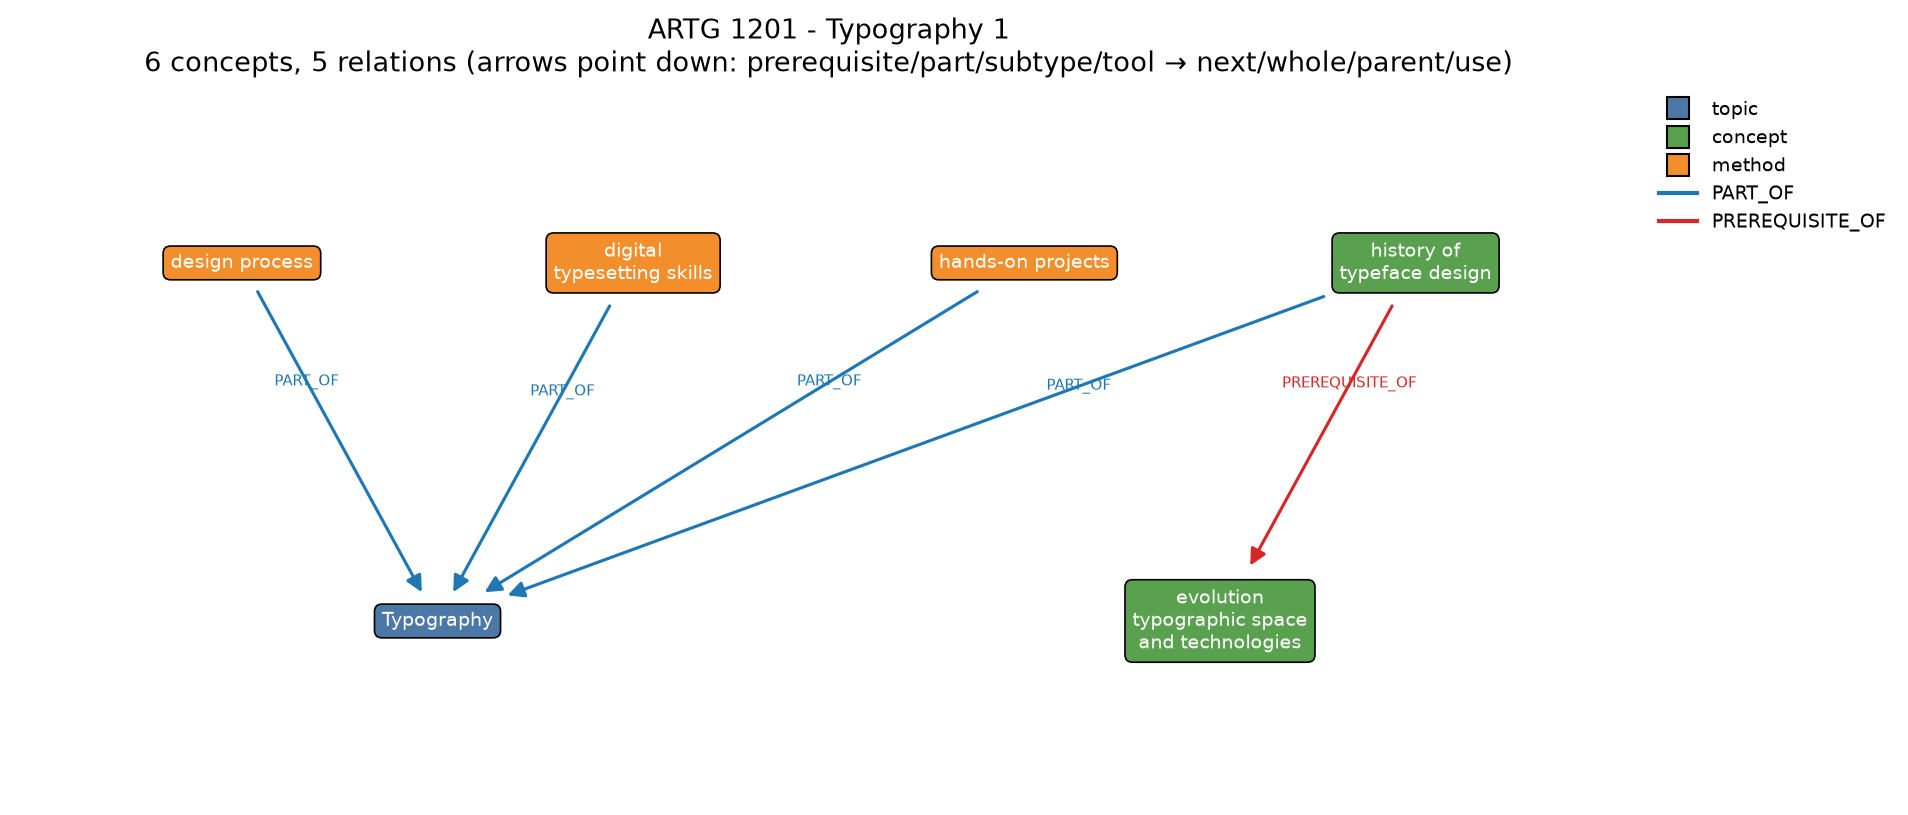 ARTG 1201 - Typography 1
6 concepts, 5 relations (arrows point down: prerequisite/part/subtype/tool → next/whole/parent/use)
topic
concept
method
PART_OF
PREREQUISITE_OF
design process
digital
typesetting skills
hands-on projects
history of
typeface design
PART_OF
PART_OF
PART_OF
PART_OF
PREREQUISITE_OF
Typography
evolution
typographic space
and technologies